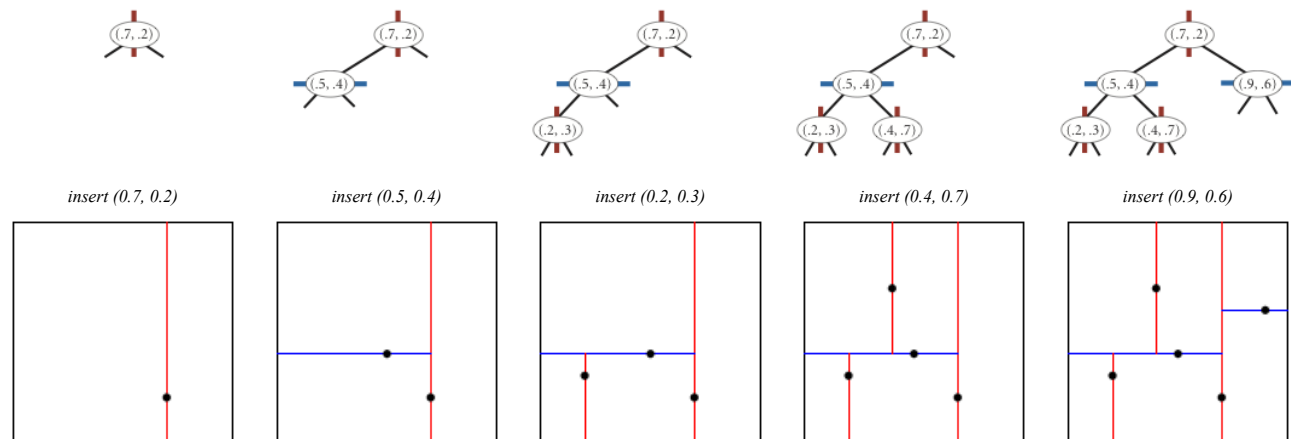 (.7, .2)
(.7, .2)
(.5, .4)
(.7, .2)
(.5, .4)
(.2, .3)
(.7, .2)
(.5, .4)
(.2, .3) (.4, .7)
(.7, .2)
(.5, .4) (.9, .6)
(.2, .3) (.4, .7)
insert (0.7, 0.2)
insert (0.5, 0.4)
insert (0.2, 0.3)
insert (0.4, 0.7)
insert (0.9, 0.6)